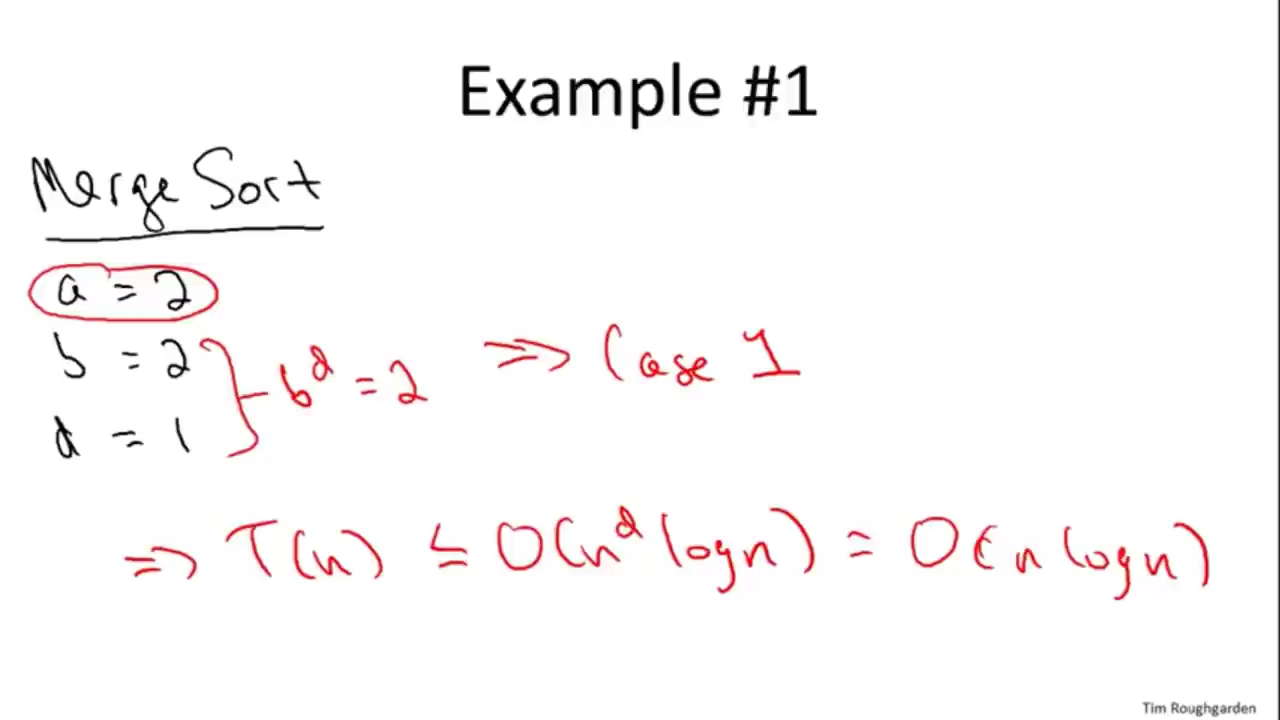 Example #1
Merge Sort
a = 2
b = 2
d = 1
b^d = 2 ⇒ Case 1
⇒ T(n) ≤ O(n^d log n) = O(n log n)
Tim Roughgarden